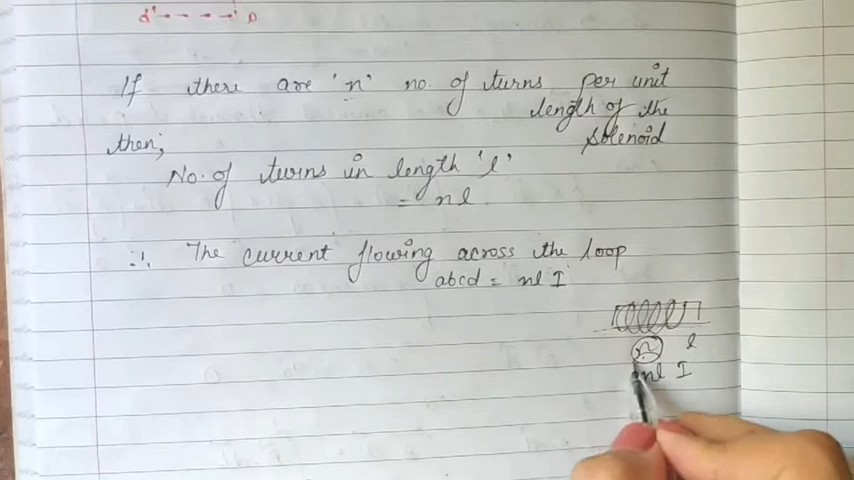 d ---→ D
If there are 'n' no. of turns per unit
length of the
solenoid
then;
No. of turns in length 'l'
= nl
∴ The current flowing across the loop
abcd = nl I
n l
nl I